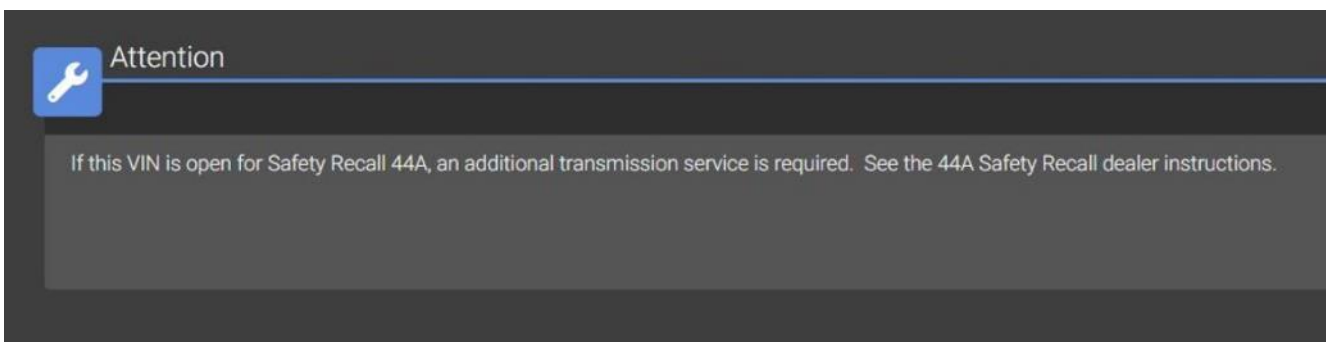 Attention
If this VIN is open for Safety Recall 44A, an additional transmission service is required.  See the 44A Safety Recall dealer instructions.